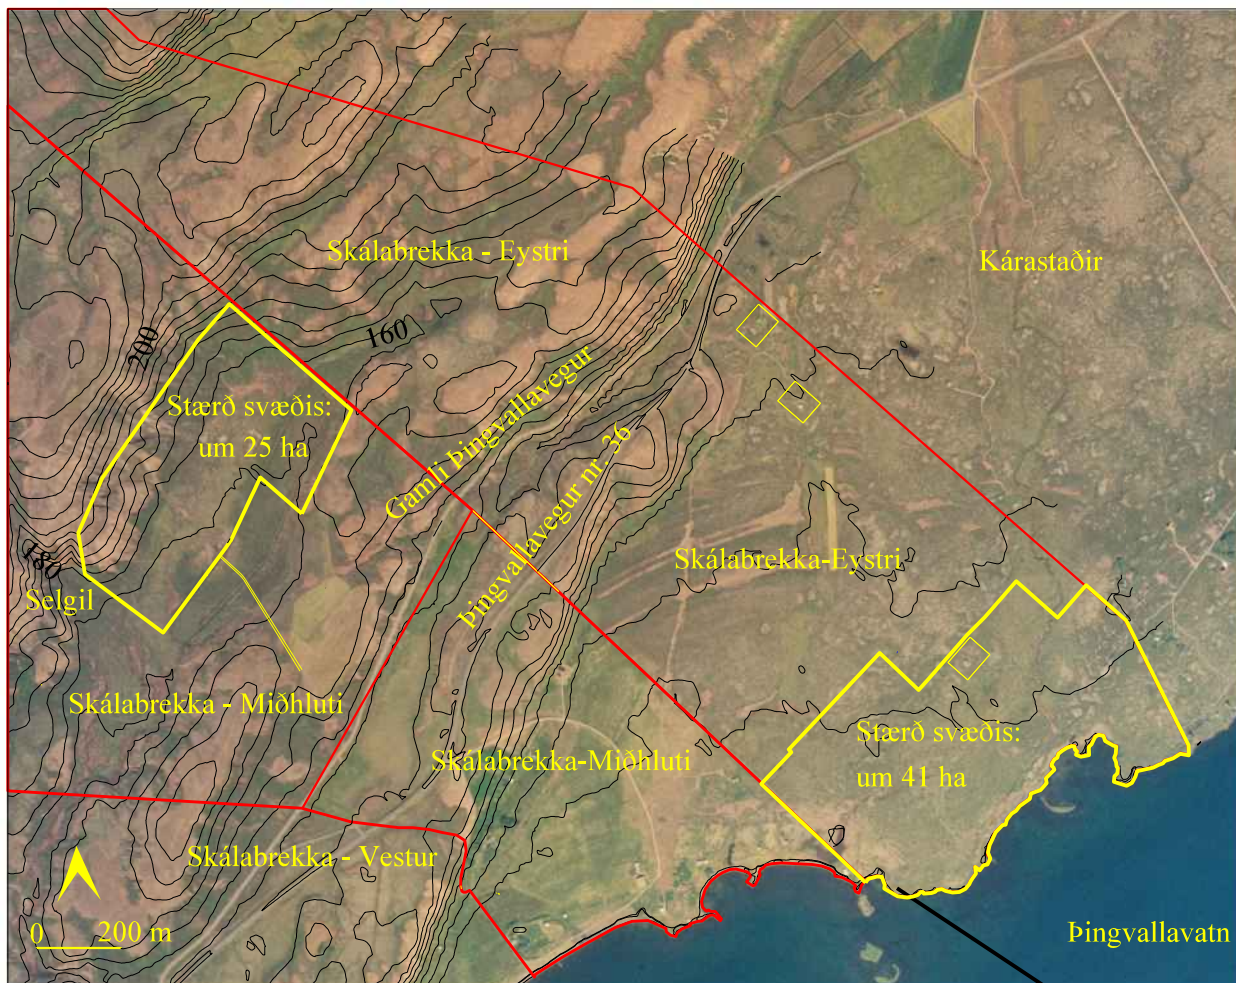 Skálabrekka - Eystri
Kárastaðir
200
160
Stærð svæðis:
um 25 ha
Gamli Þingvallavegur
Þingvallavegur nr. 36
180
Selgil
Skálabrekka-Eystri
Skálabrekka - Miðhluti
Skálabrekka-Miðhluti
Stærð svæðis:
um 41 ha
Skálabrekka - Vestur
0 200 m
Þingvallavatn